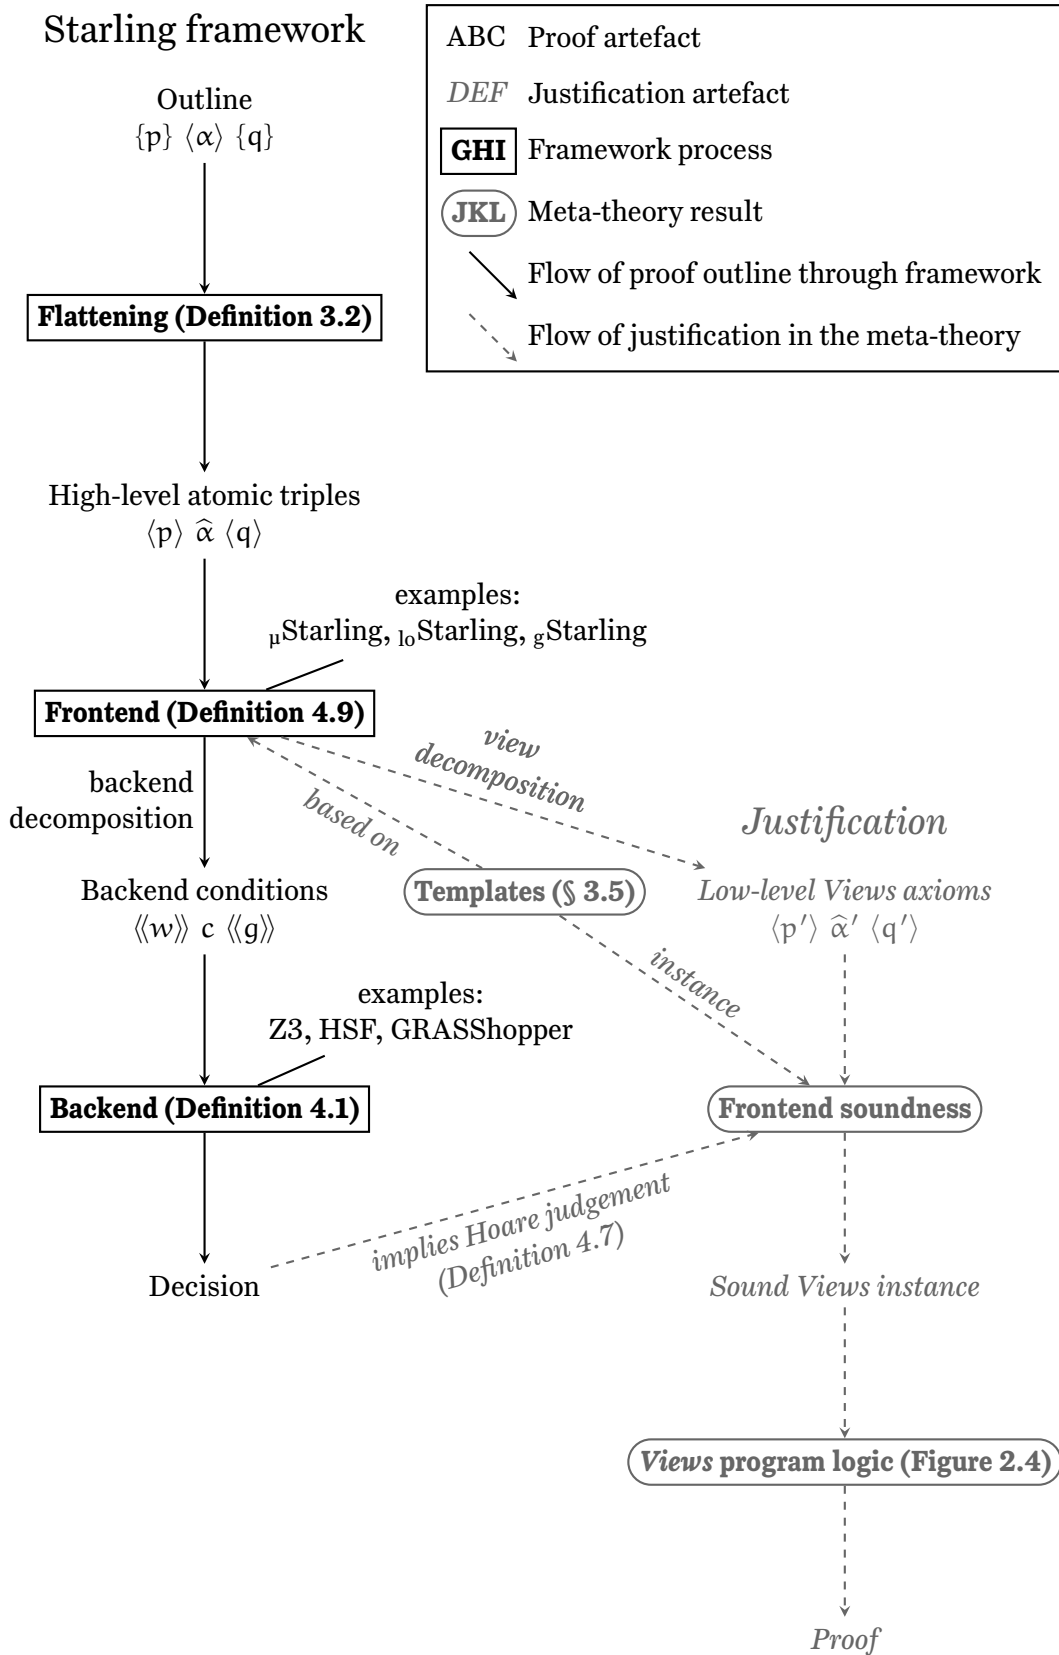 Starling framework
ABC Proof artefact
DEF Justification artefact
GHI Framework process
JKL Meta-theory result
Flow of proof outline through framework
Flow of justification in the meta-theory
Outline
{p} ⟨α⟩ {q}
Flattening (Definition 3.2)
High-level atomic triples
⟨p⟩ α̂ ⟨q⟩
examples:
μStarling, loStarling, gStarling
Frontend (Definition 4.9)
backend
decomposition
view
decomposition
based on
Justification
Backend conditions
⟪w⟫ c ⟪g⟫
Templates (§ 3.5)
Low-level Views axioms
⟨p′⟩ α̂′ ⟨q′⟩
instance
examples:
Z3, HSF, GRASShopper
Backend (Definition 4.1)
Frontend soundness
implies Hoare judgement
(Definition 4.7)
Decision
Sound Views instance
Views program logic (Figure 2.4)
Proof